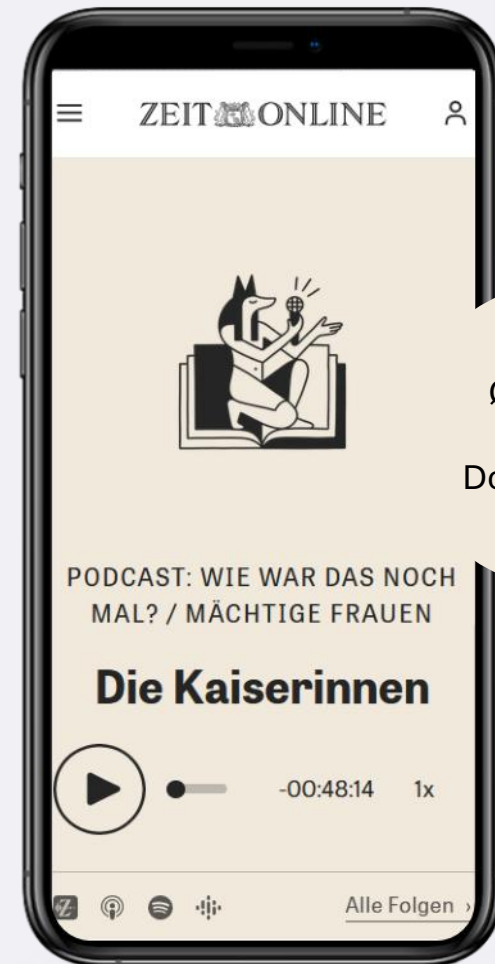 ZEIT ONLINE
PODCAST: WIE WAR DAS NOCH
MAL? / MÄCHTIGE FRAUEN
Die Kaiserinnen
-00:48:14 1x
Alle Folgen ›